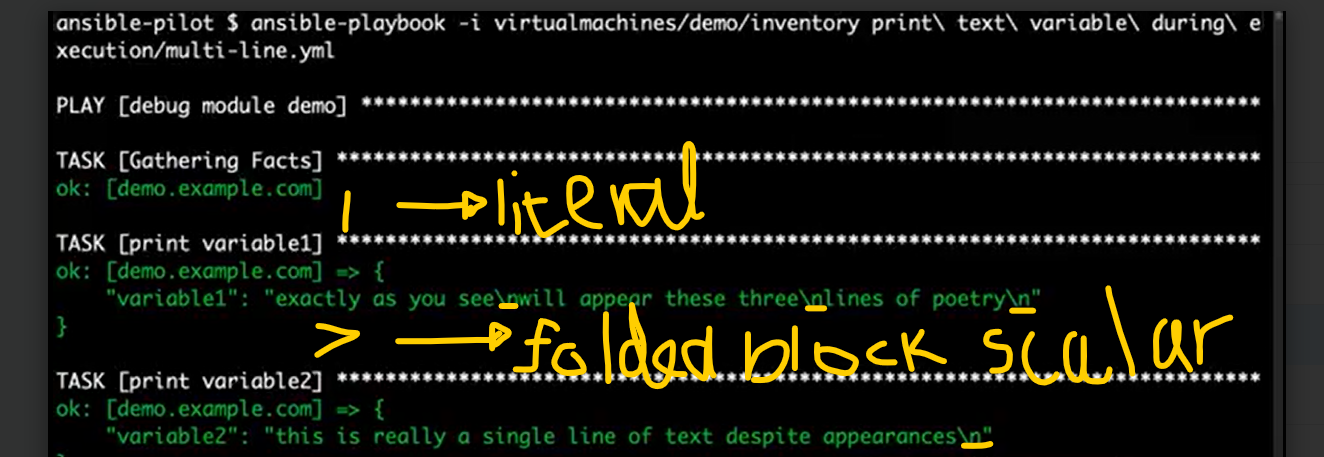 ansible-pilot $ ansible-playbook -i virtualmachines/demo/inventory print\ text\ variable\ during\ e
xecution/multi-line.yml
PLAY [debug module demo] **************************************************************************
TASK [Gathering Facts] ****************************************************************************
ok: [demo.example.com]
| → literal
TASK [print variable1] ****************************************************************************
ok: [demo.example.com] => {
"variable1": "exactly as you see\nwill appear these three\nlines of poetry\n"
}
> → folded block scalar
TASK [print variable2] ****************************************************************************
ok: [demo.example.com] => {
"variable2": "this is really a single line of text despite appearances\n"